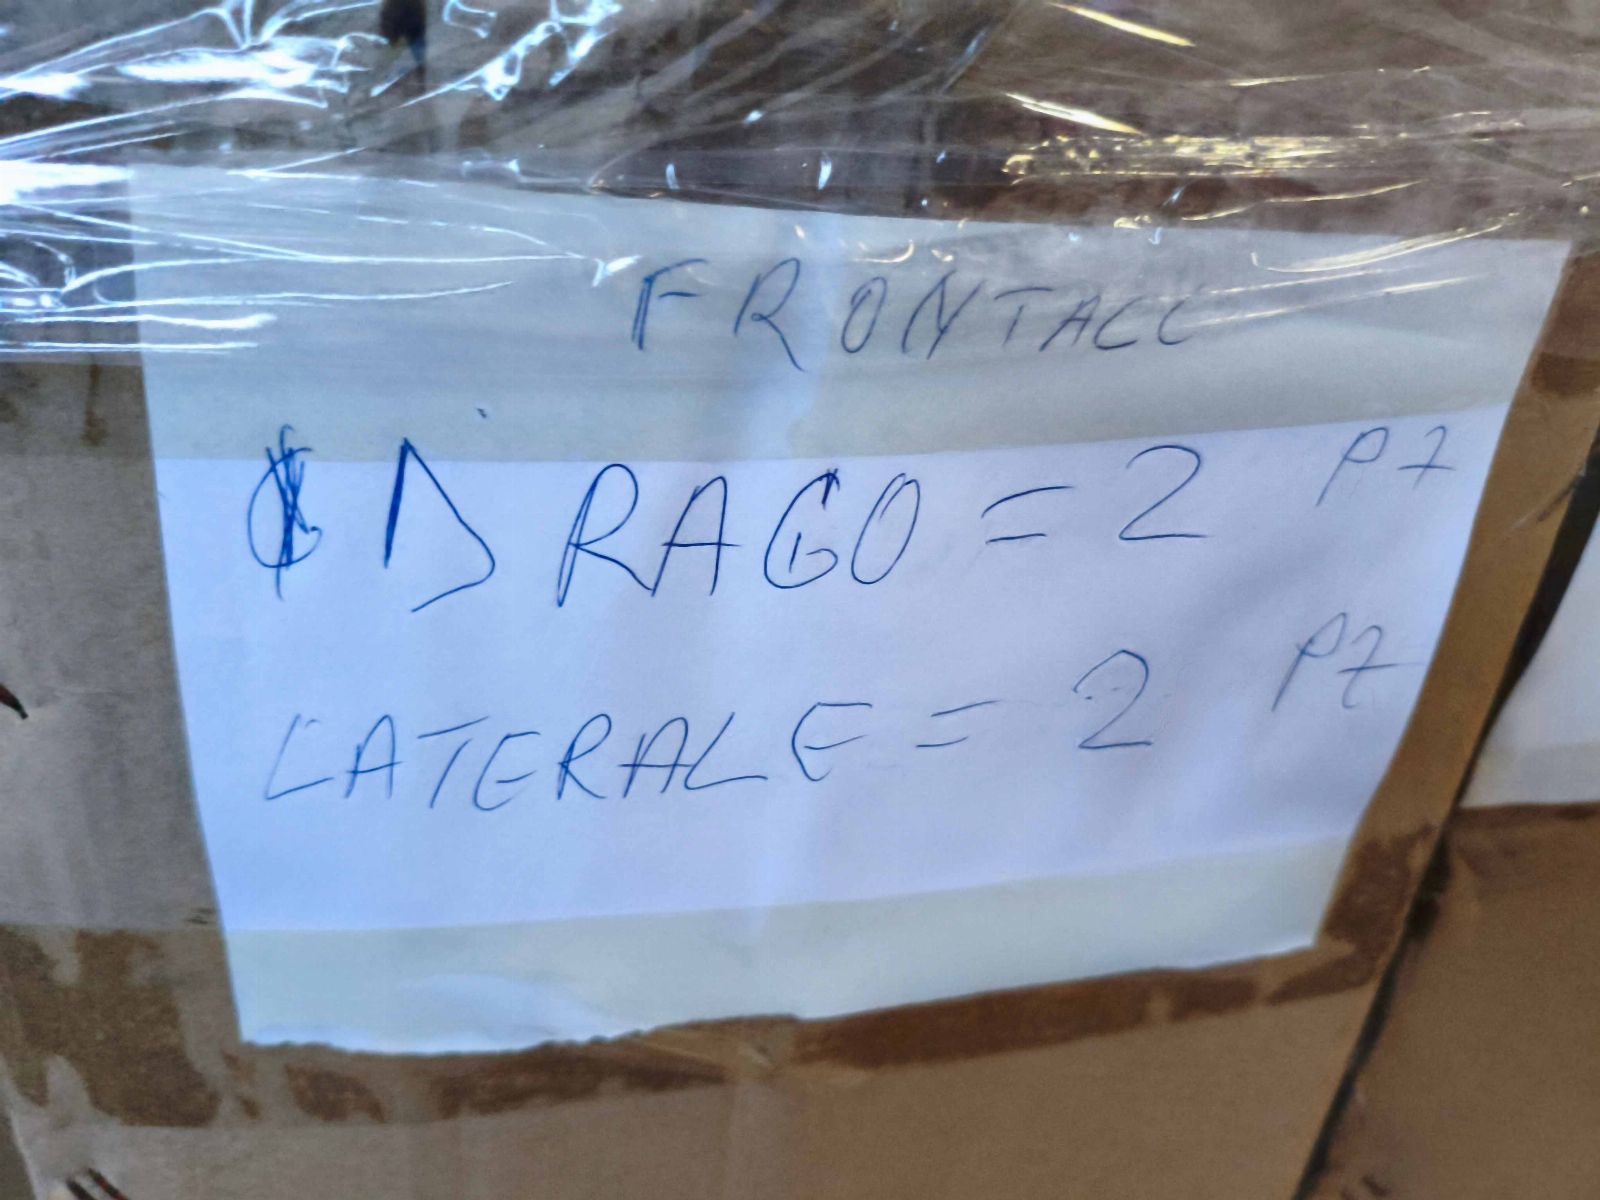 FRONTALE
DRAGO = 2 PZ
LATERALE = 2 PZ